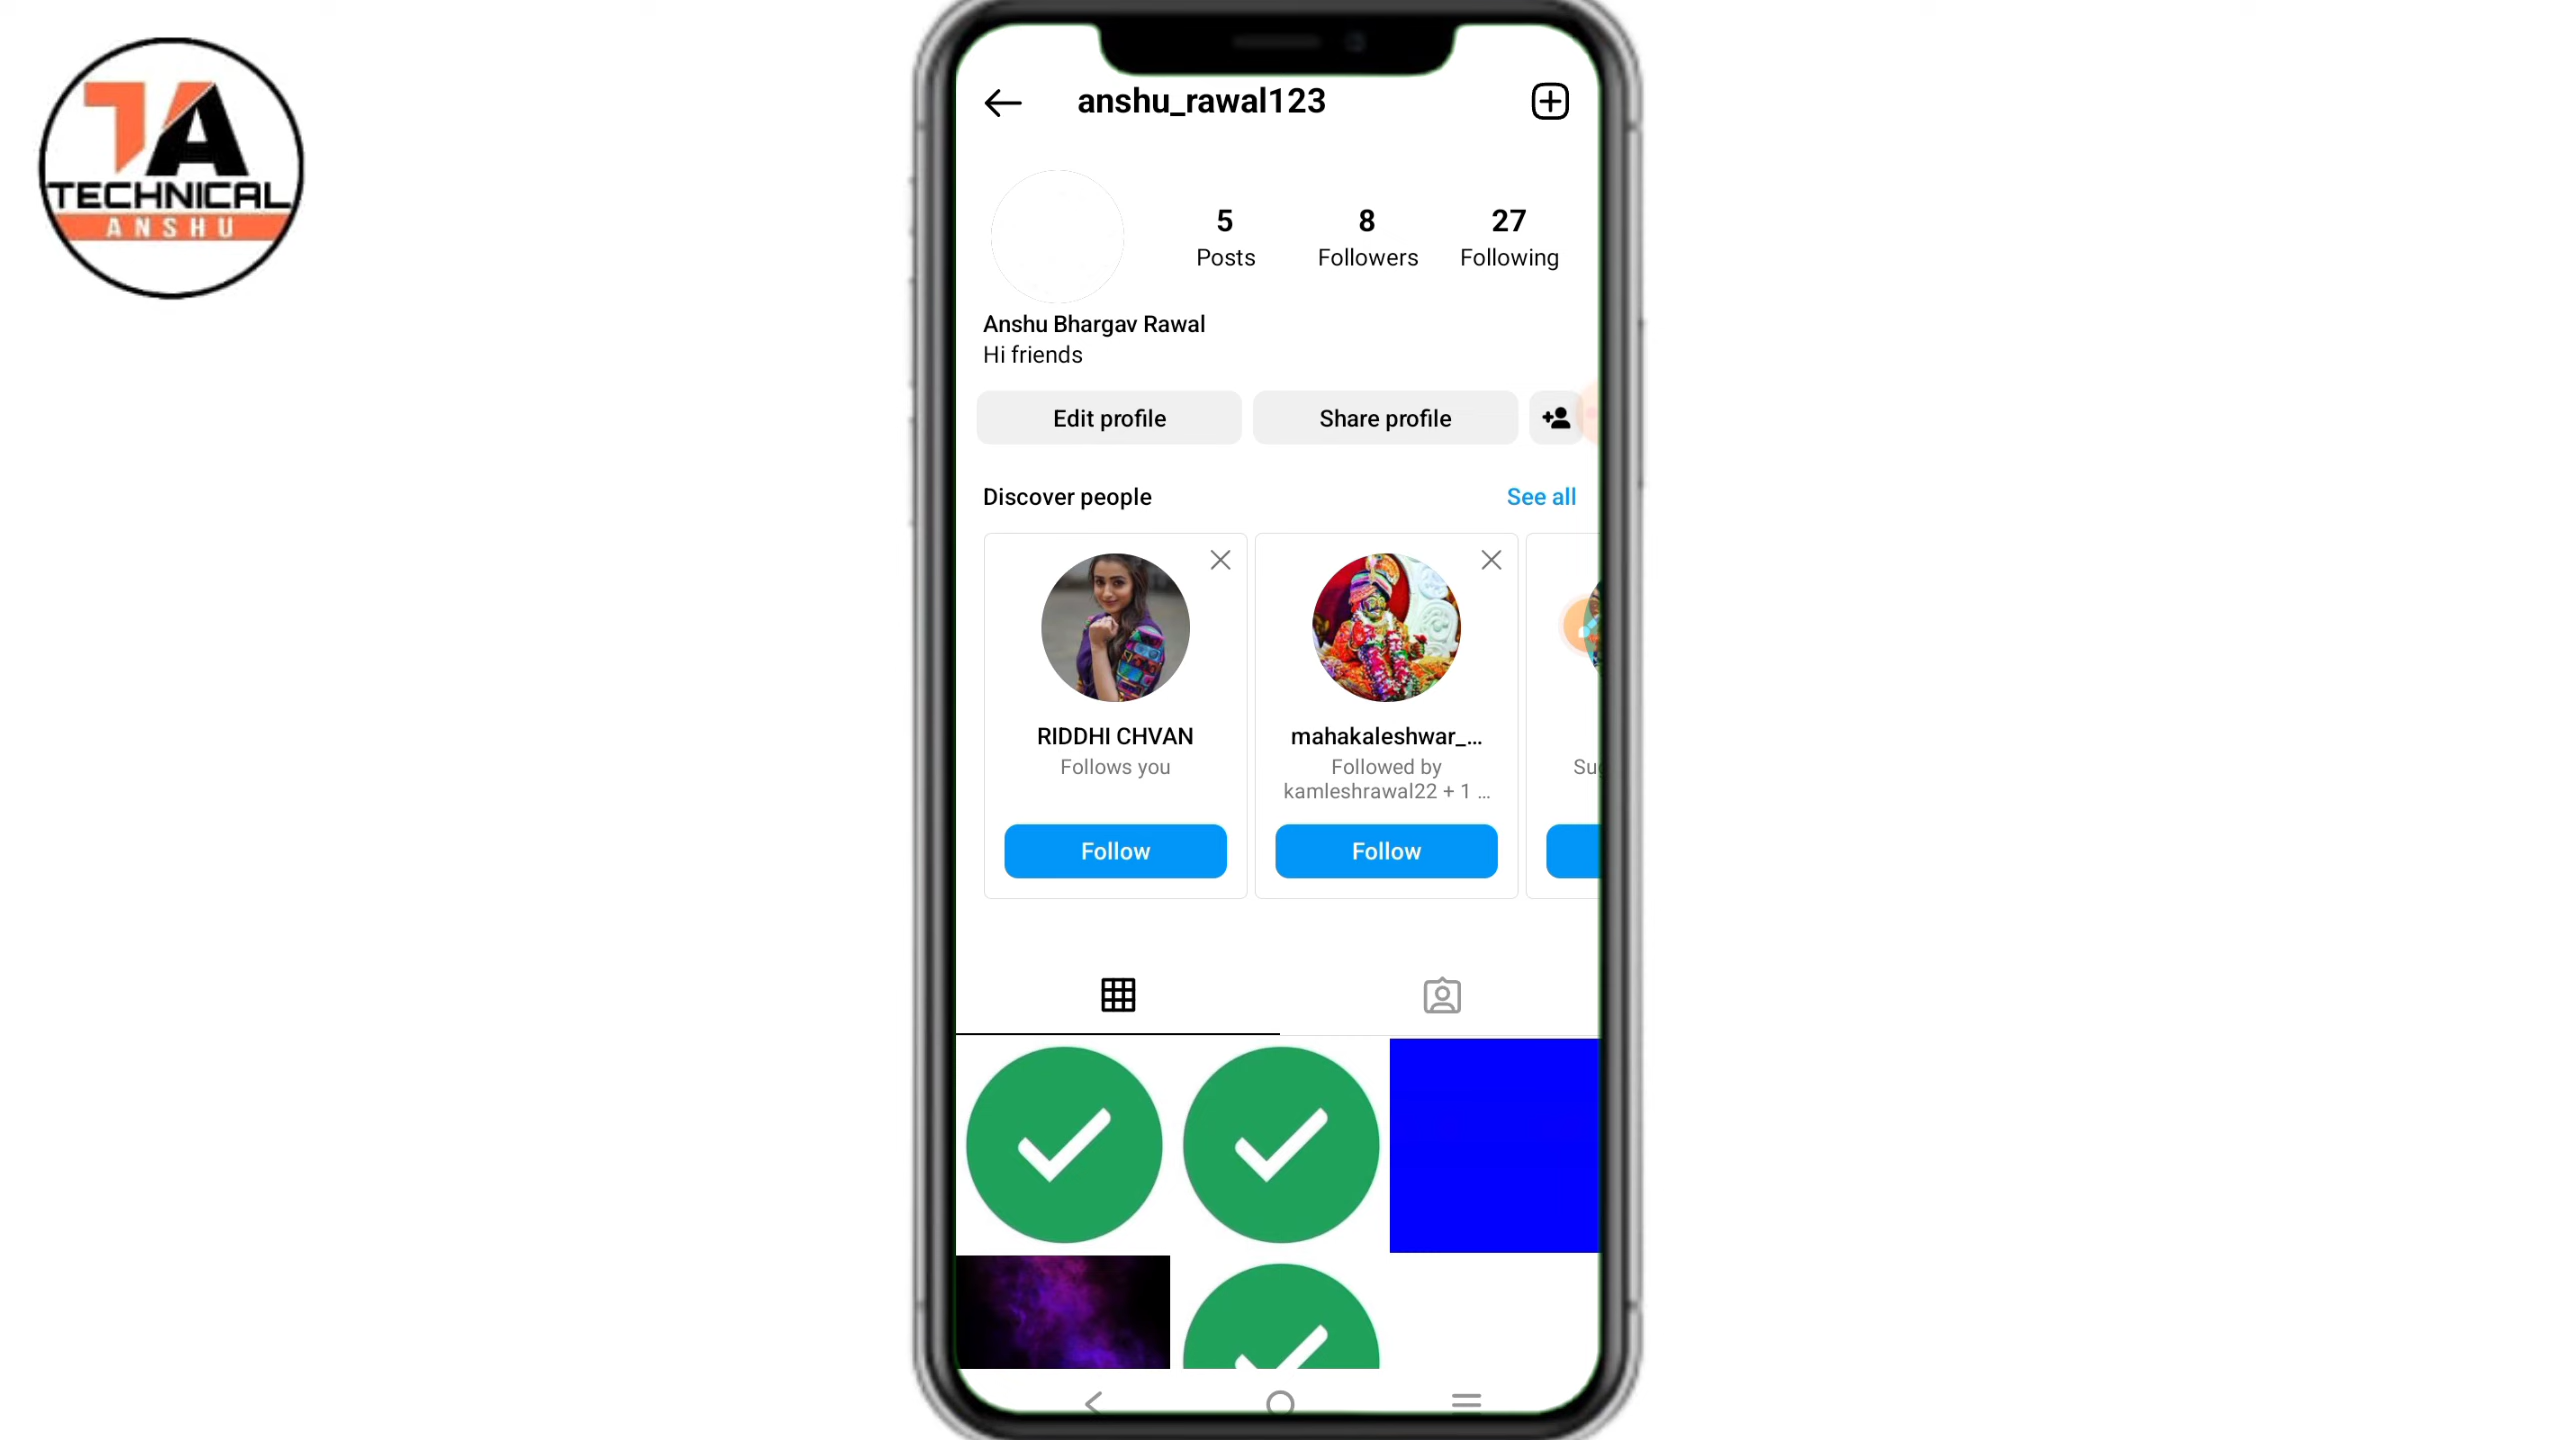 TA
TECHNICAL
ANSHU
anshu_rawal123
5 8 27
Posts Followers Following
Anshu Bhargav Rawal
Hi friends
Edit profile Share profile
Discover people See all
RIDDHI CHVAN mahakaleshwar_...
Follows you Followed by
kamleshrawal22 + 1 ...
Follow Follow